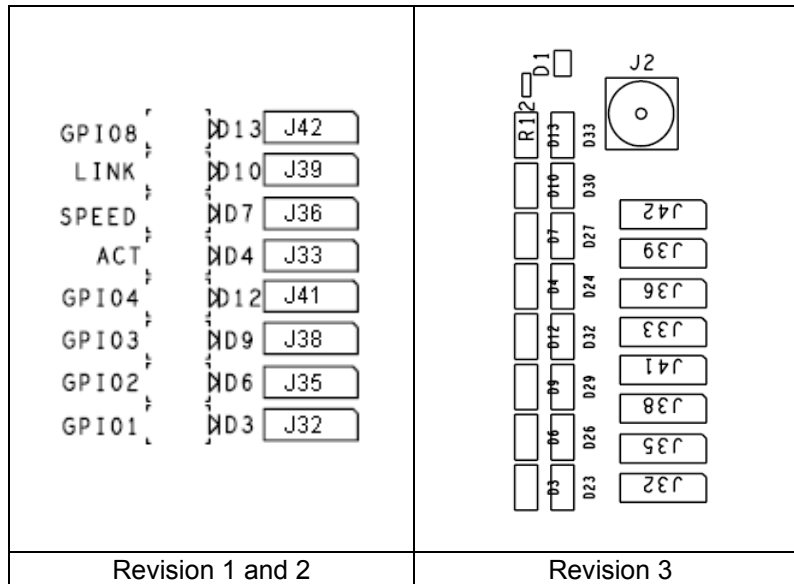 GPIO8 D13 J42
LINK D10 J39
SPEED D7 J36
ACT D4 J33
GPIO4 D12 J41
GPIO3 D9 J38
GPIO2 D6 J35
GPIO1 D3 J32
Revision 1 and 2
D1 J2
R12 D13 D33
D10 D30
D7 D27 J42
J39
D4 D24 J36
D12 D32 J33
J41
D9 D29 J38
D6 D26 J35
D3 D23 J32
Revision 3